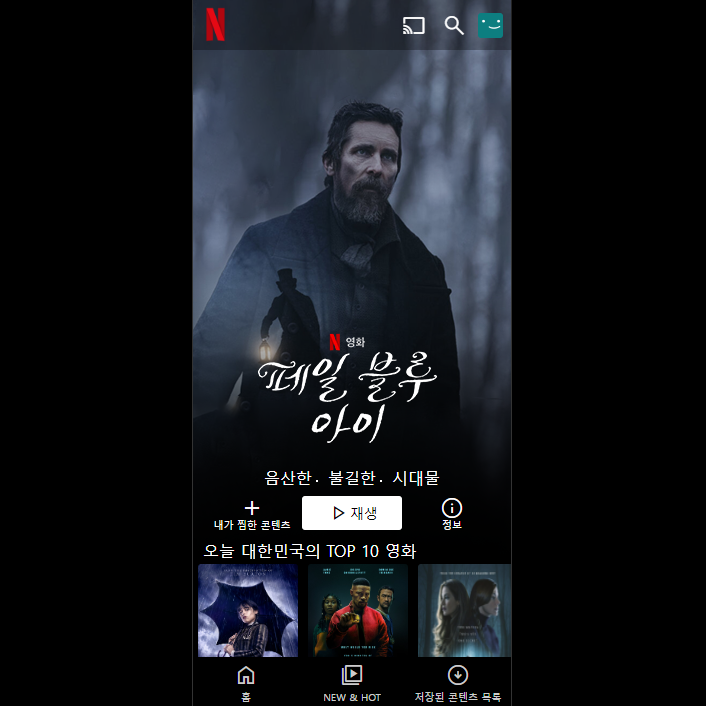 N
N 영화
페일 블루
아이
음산한. 불길한. 시대물
내가 찜한 콘텐츠
재생
정보
오늘 대한민국의 TOP 10 영화
홈
NEW & HOT
저장된 콘텐츠 목록